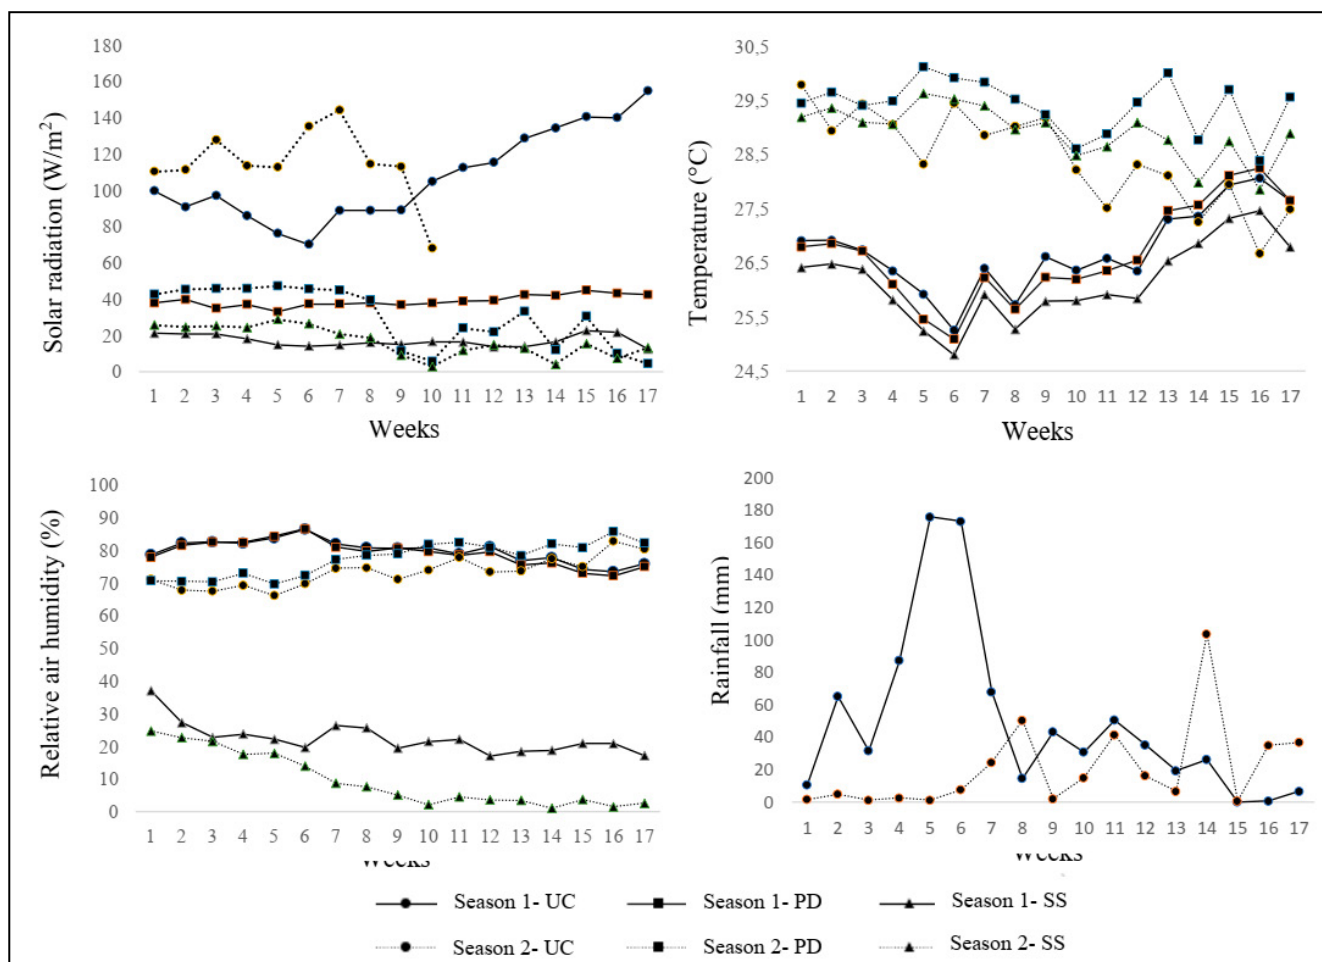 Solar radiation (W/m²)
180
160
140
120
100
80
60
40
20
0
1 2 3 4 5 6 7 8 9 10 11 12 13 14 15 16 17
Weeks
Temperature (°C)
30,5
29,5
28,5
27,5
26,5
25,5
24,5
1 2 3 4 5 6 7 8 9 10 11 12 13 14 15 16 17
Weeks
Relative air humidity (%)
100
90
80
70
60
50
40
30
20
10
0
1 2 3 4 5 6 7 8 9 10 11 12 13 14 15 16 17
Weeks
Rainfall (mm)
200
180
160
140
120
100
80
60
40
20
0
1 2 3 4 5 6 7 8 9 10 11 12 13 14 15 16 17
Weeks
Season 1- UC Season 1- PD Season 1- SS
Season 2- UC Season 2- PD Season 2- SS